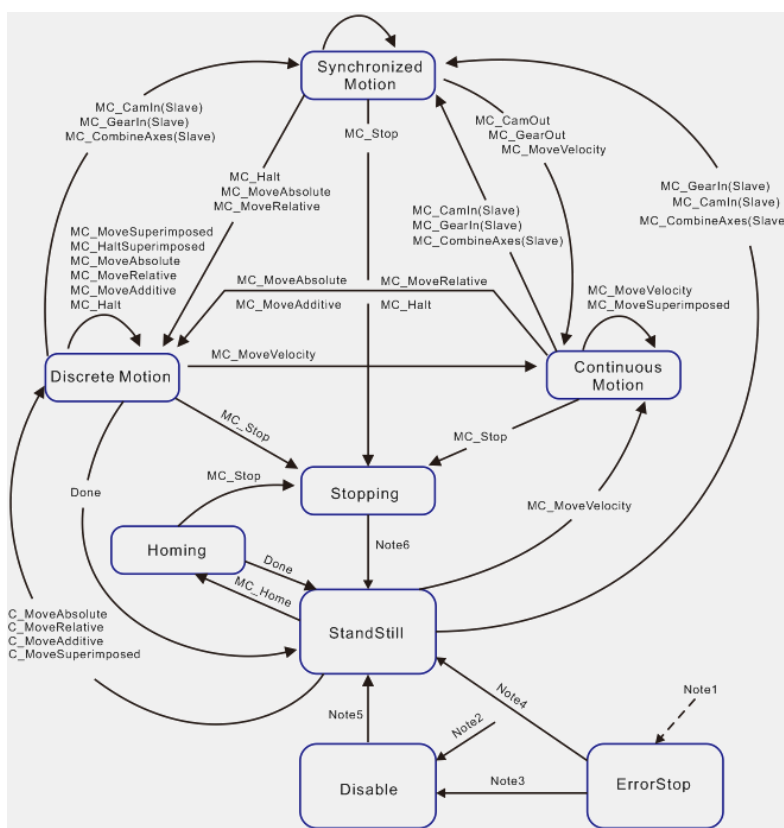 Synchronized
Motion
MC_CamIn(Slave)
MC_GearIn(Slave)
MC_CombineAxes(Slave)
MC_Stop
MC_CamOut
MC_GearOut
MC_MoveVelocity
MC_Halt
MC_MoveAbsolute
MC_MoveRelative
MC_GearIn(Slave)
MC_CamIn(Slave)
MC_CombineAxes(Slave
MC_CamIn(Slave)
MC_GearIn(Slave)
MC_CombineAxes(Slave)
MC_MoveSuperimposed
MC_HaltSuperimposed
MC_MoveAbsolute
MC_MoveRelative
MC_MoveAdditive
MC_Halt
MC_MoveAbsolute
MC_MoveRelative
MC_MoveAdditive
MC_Halt
MC_MoveVelocity
MC_MoveSuperimposed
Discrete Motion
MC_MoveVelocity
Continuous
Motion
MC_Stop
MC_Stop
MC_Stop
Done
Stopping
MC_MoveVelocity
Homing
Note6
Done
MC_Home
C_MoveAbsolute
C_MoveRelative
C_MoveAdditive
C_MoveSuperimposed
StandStill
Note4
Note1
Note5
Note2
Disable
Note3
ErrorStop